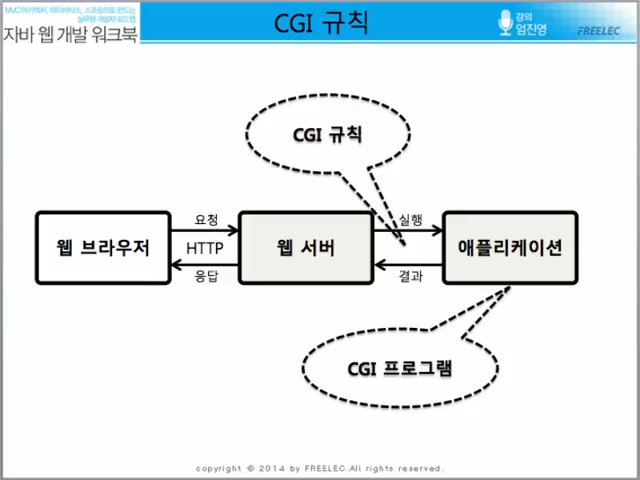 MVC 아키텍처, 마이바티스, 스프링으로 만드는
실무형 개발자 로드맵
자바 웹 개발 워크북
CGI 규칙
강의
엄진영
FREELEC
CGI 규칙
요청
실행
웹 브라우저
HTTP
웹 서버
애플리케이션
응답
결과
CGI 프로그램
copyright © 2014 by FREELEC.All rights reserved.